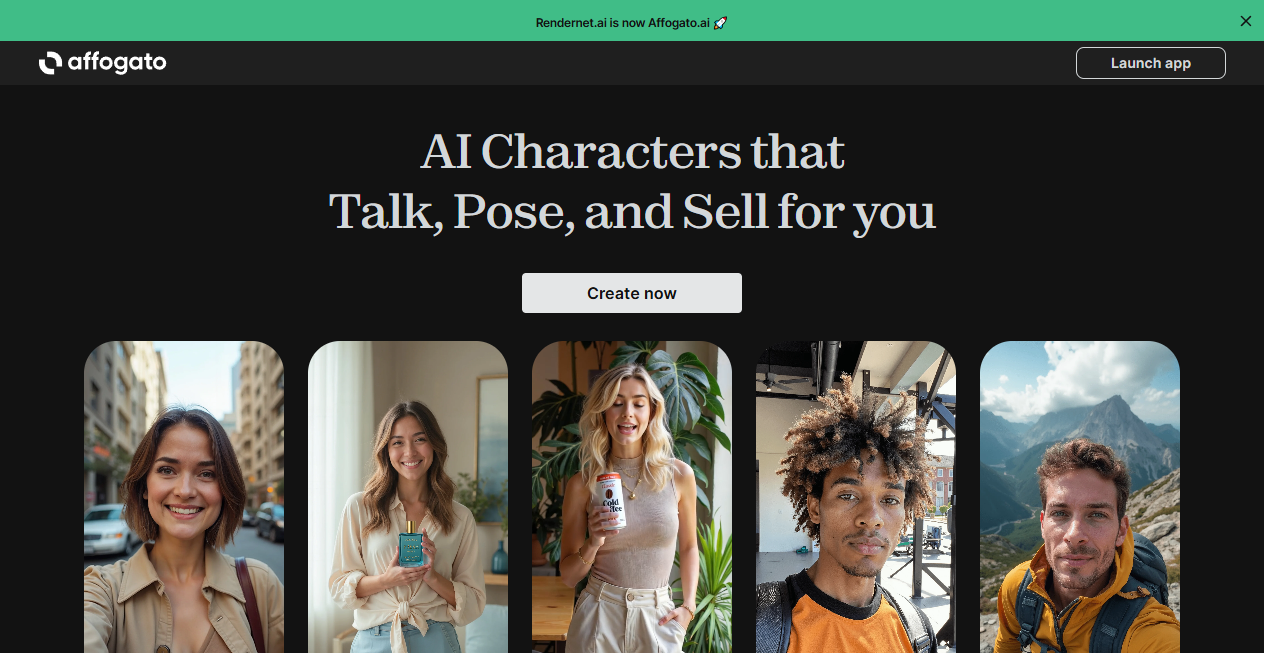 Rendernet.ai is now Affogato.ai 🚀
affogato
Launch app
AI Characters that
Talk, Pose, and Sell for you
Create now
Cold